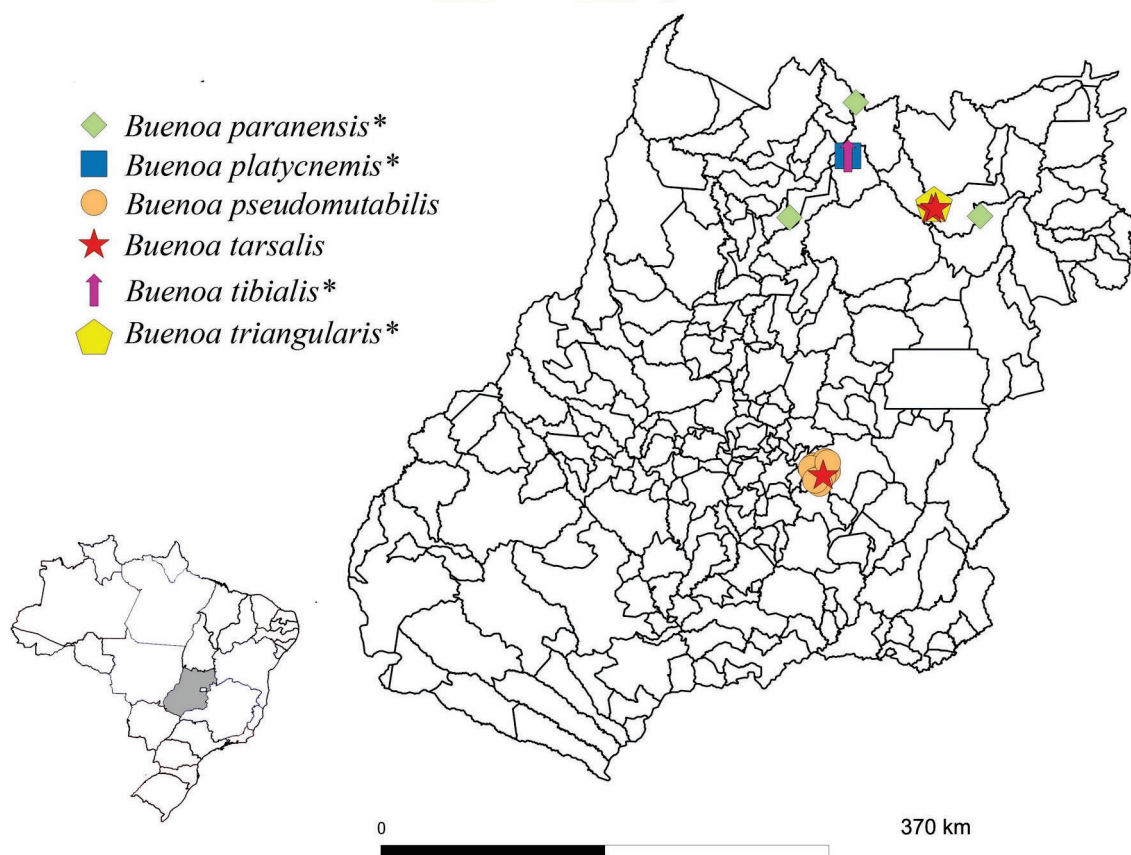 Buenoa paranensis*
Buenoa platycnemis*
Buenoa pseudomutabilis
Buenoa tarsalis
Buenoa tibialis*
Buenoa triangularis*
0 370 km